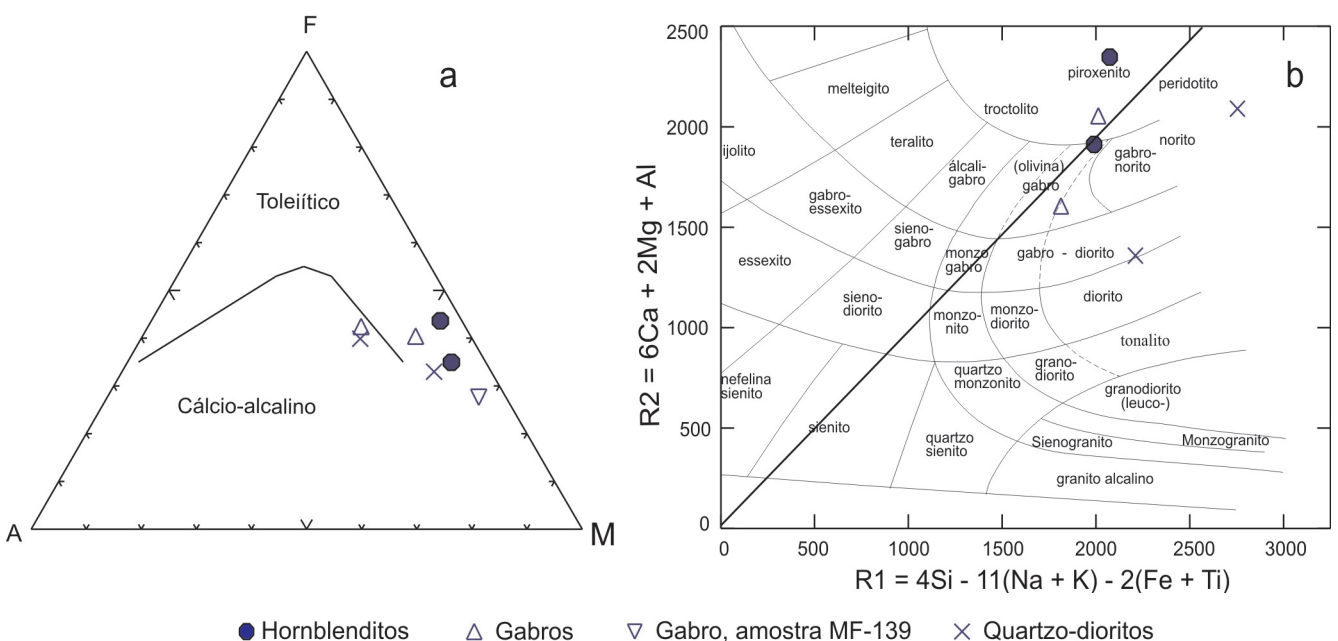 F
a
Toleiítico
Cálcio-alcalino
A
M
R2 = 6Ca + 2Mg + Al
2500
2000
1500
1000
500
0
b
piroxenito
peridotito
melteigito
troctolito
norito
teralito
ijolito
gabro-
norito
(olivina)
gabro
álcali-
gabro
gabro-
essexito
sieno-
gabro
monzo
gabro
gabro - diorito
essexito
sieno-
diorito
diorito
monzo-
nito
monzo-
diorito
tonalito
nefelina
sienito
quartzo
monzonito
grano-
diorito
granodiorito
(leuco-)
sienito
quartzo
sienito
Sienogranito
Monzogranito
granito alcalino
0 500 1000 1500 2000 2500 3000
R1 = 4Si - 11(Na + K) - 2(Fe + Ti)
Hornblenditos Gabros Gabro, amostra MF-139 Quartzo-dioritos